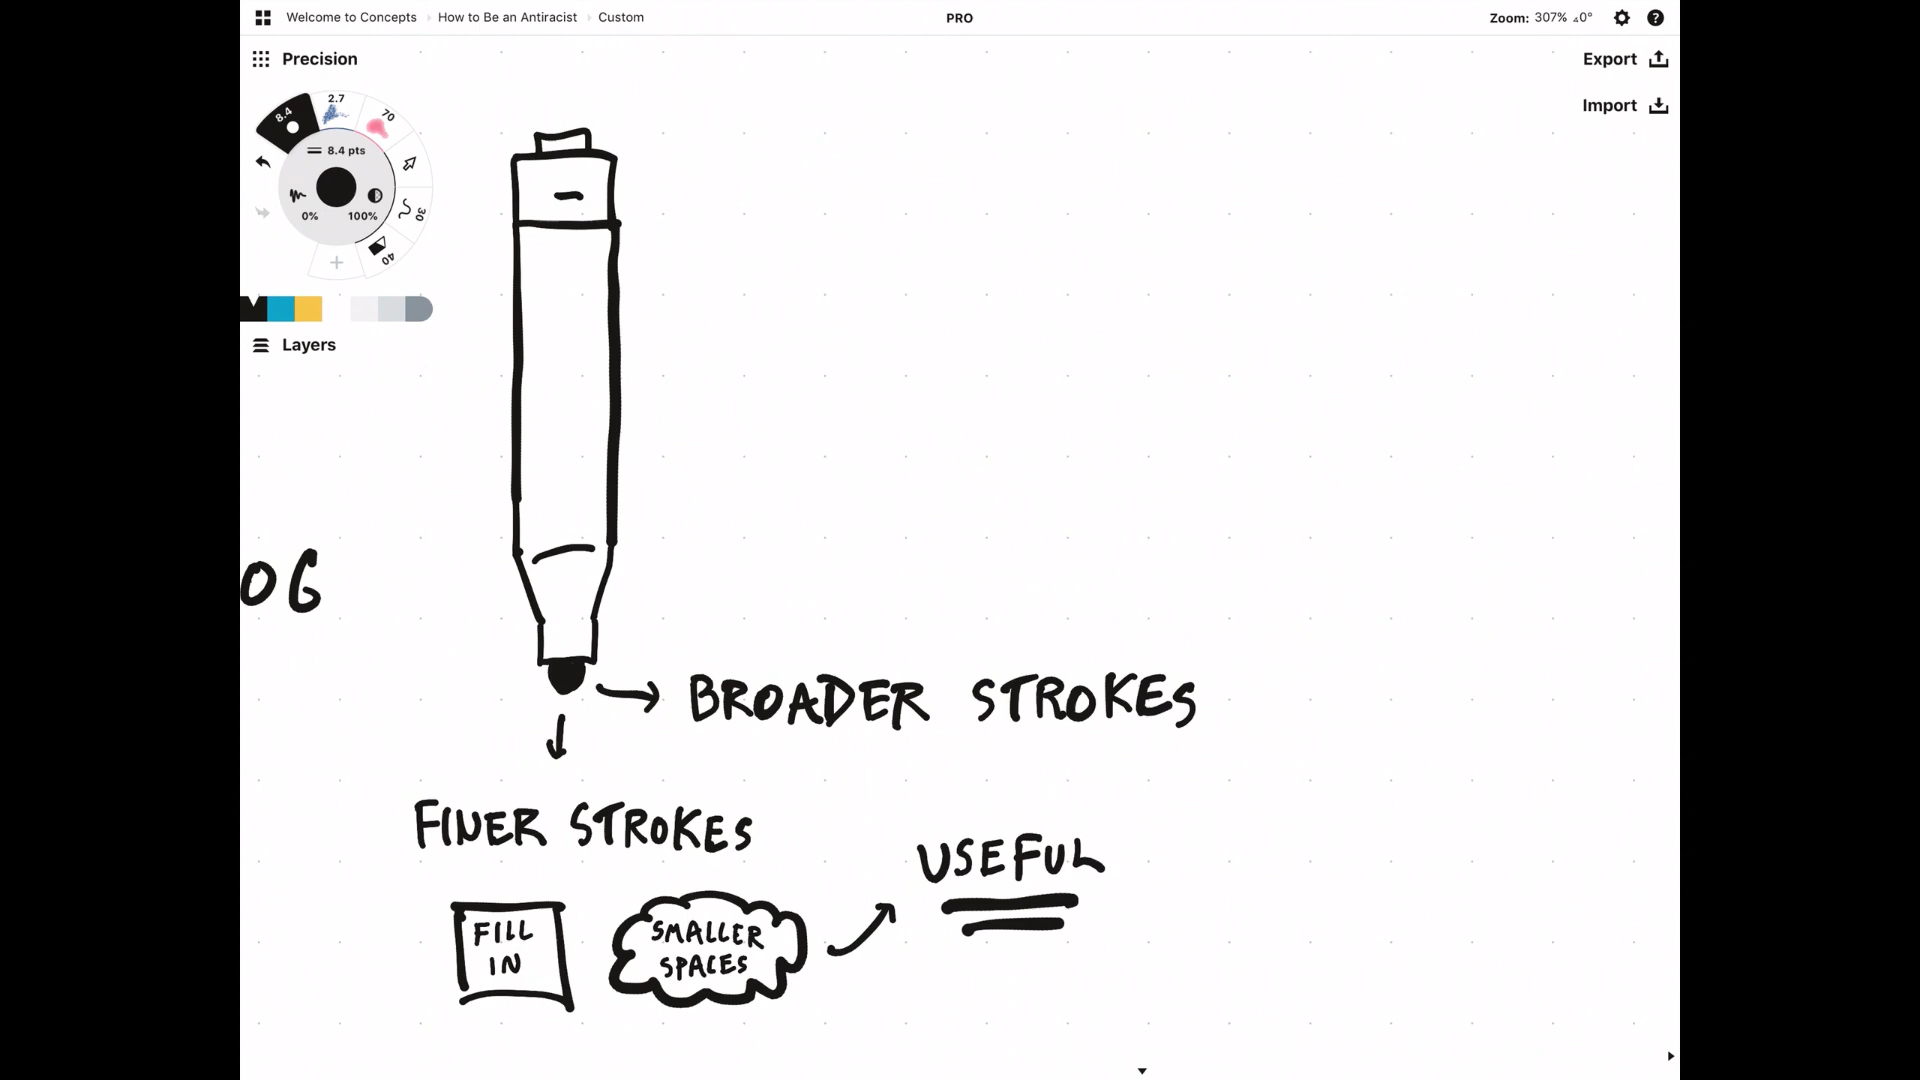 Welcome to Concepts › How to Be an Antiracist › Custom
PRO
Zoom: 307% ⊿0°
Precision
Export
Import
8.4
2.7
70
8.4 pts
0%
100%
30
40
Layers
OG
BROADER STROKES
FINER STROKES
USEFUL
FILL
IN
SMALLER
SPACES